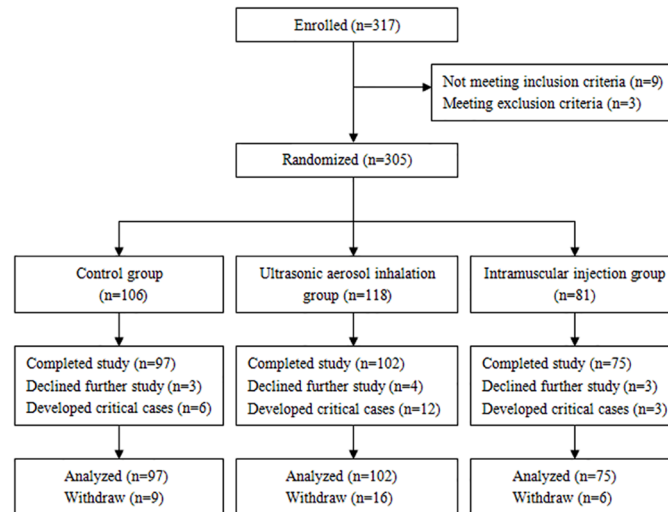 Enrolled (n=317)
Not meeting inclusion criteria (n=9)
Meeting exclusion criteria (n=3)
Randomized (n=305)
Control group
(n=106)
Ultrasonic aerosol inhalation
group (n=118)
Intramuscular injection group
(n=81)
Completed study (n=97)
Declined further study (n=3)
Developed critical cases (n=6)
Completed study (n=102)
Declined further study (n=4)
Developed critical cases (n=12)
Completed study (n=75)
Declined further study (n=3)
Developed critical cases (n=3)
Analyzed (n=97)
Withdraw (n=9)
Analyzed (n=102)
Withdraw (n=16)
Analyzed (n=75)
Withdraw (n=6)